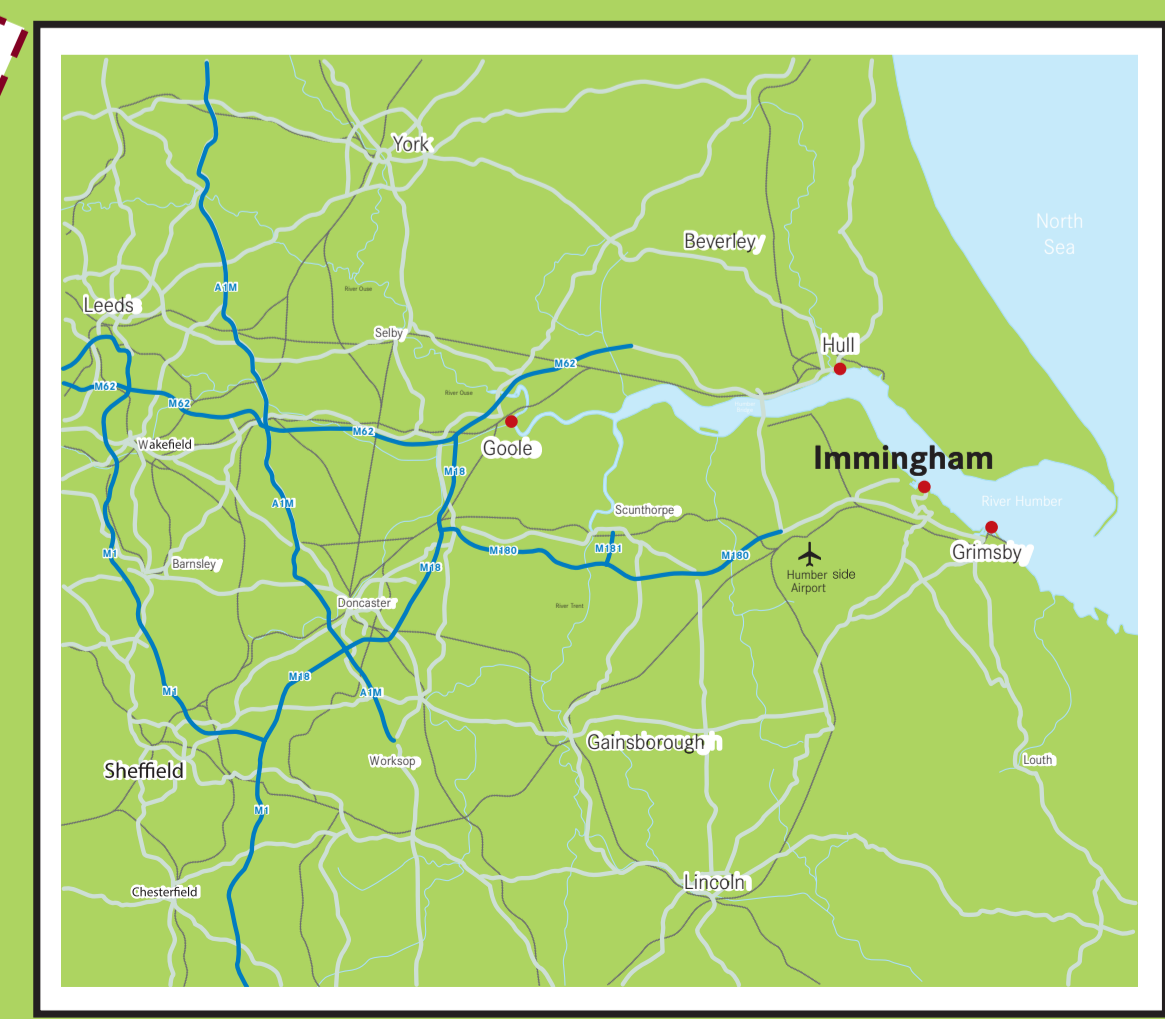 York
North
Sea
Beverley
A1M
River Ouse
Leeds
Selby
Hull
M62
M62
River Ouse
M62
M62
Goole
Wakefield
Immingham
M18
A1M
River Humber
Scunthorpe
M1
M180
M181
M180
Grimsby
Barnsley
M18
Humber side
Airport
Doncaster
River Trent
M18
A1M
M1
Gainsborough
Sheffield
Worksop
Louth
M1
Lincoln
Chesterfield